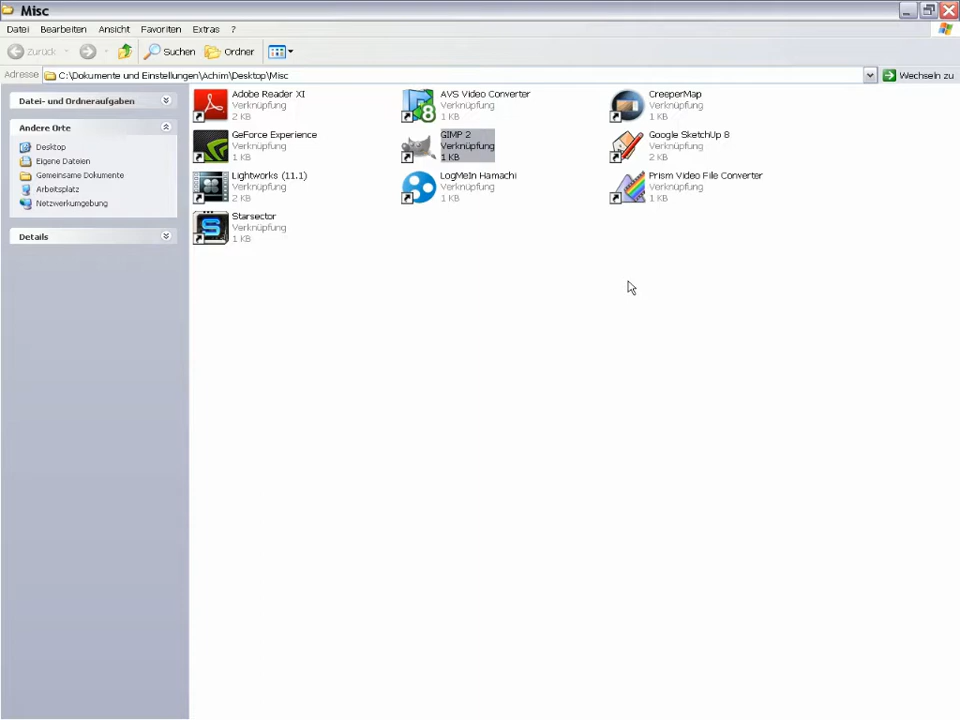 Misc
Datei Bearbeiten Ansicht Favoriten Extras ?
Zurück Suchen Ordner
Adresse C:\Dokumente und Einstellungen\Achim\Desktop\Misc Wechseln zu
Datei- und Ordneraufgaben
Andere Orte
Desktop
Eigene Dateien
Gemeinsame Dokumente
Arbeitsplatz
Netzwerkumgebung
Details
Adobe Reader XI
Verknüpfung
2 KB
AVS Video Converter
Verknüpfung
1 KB
CreeperMap
Verknüpfung
1 KB
GeForce Experience
Verknüpfung
1 KB
GIMP 2
Verknüpfung
1 KB
Google SketchUp 8
Verknüpfung
2 KB
Lightworks (11.1)
Verknüpfung
2 KB
LogMeIn Hamachi
Verknüpfung
1 KB
Prism Video File Converter
Verknüpfung
1 KB
Starsector
Verknüpfung
1 KB